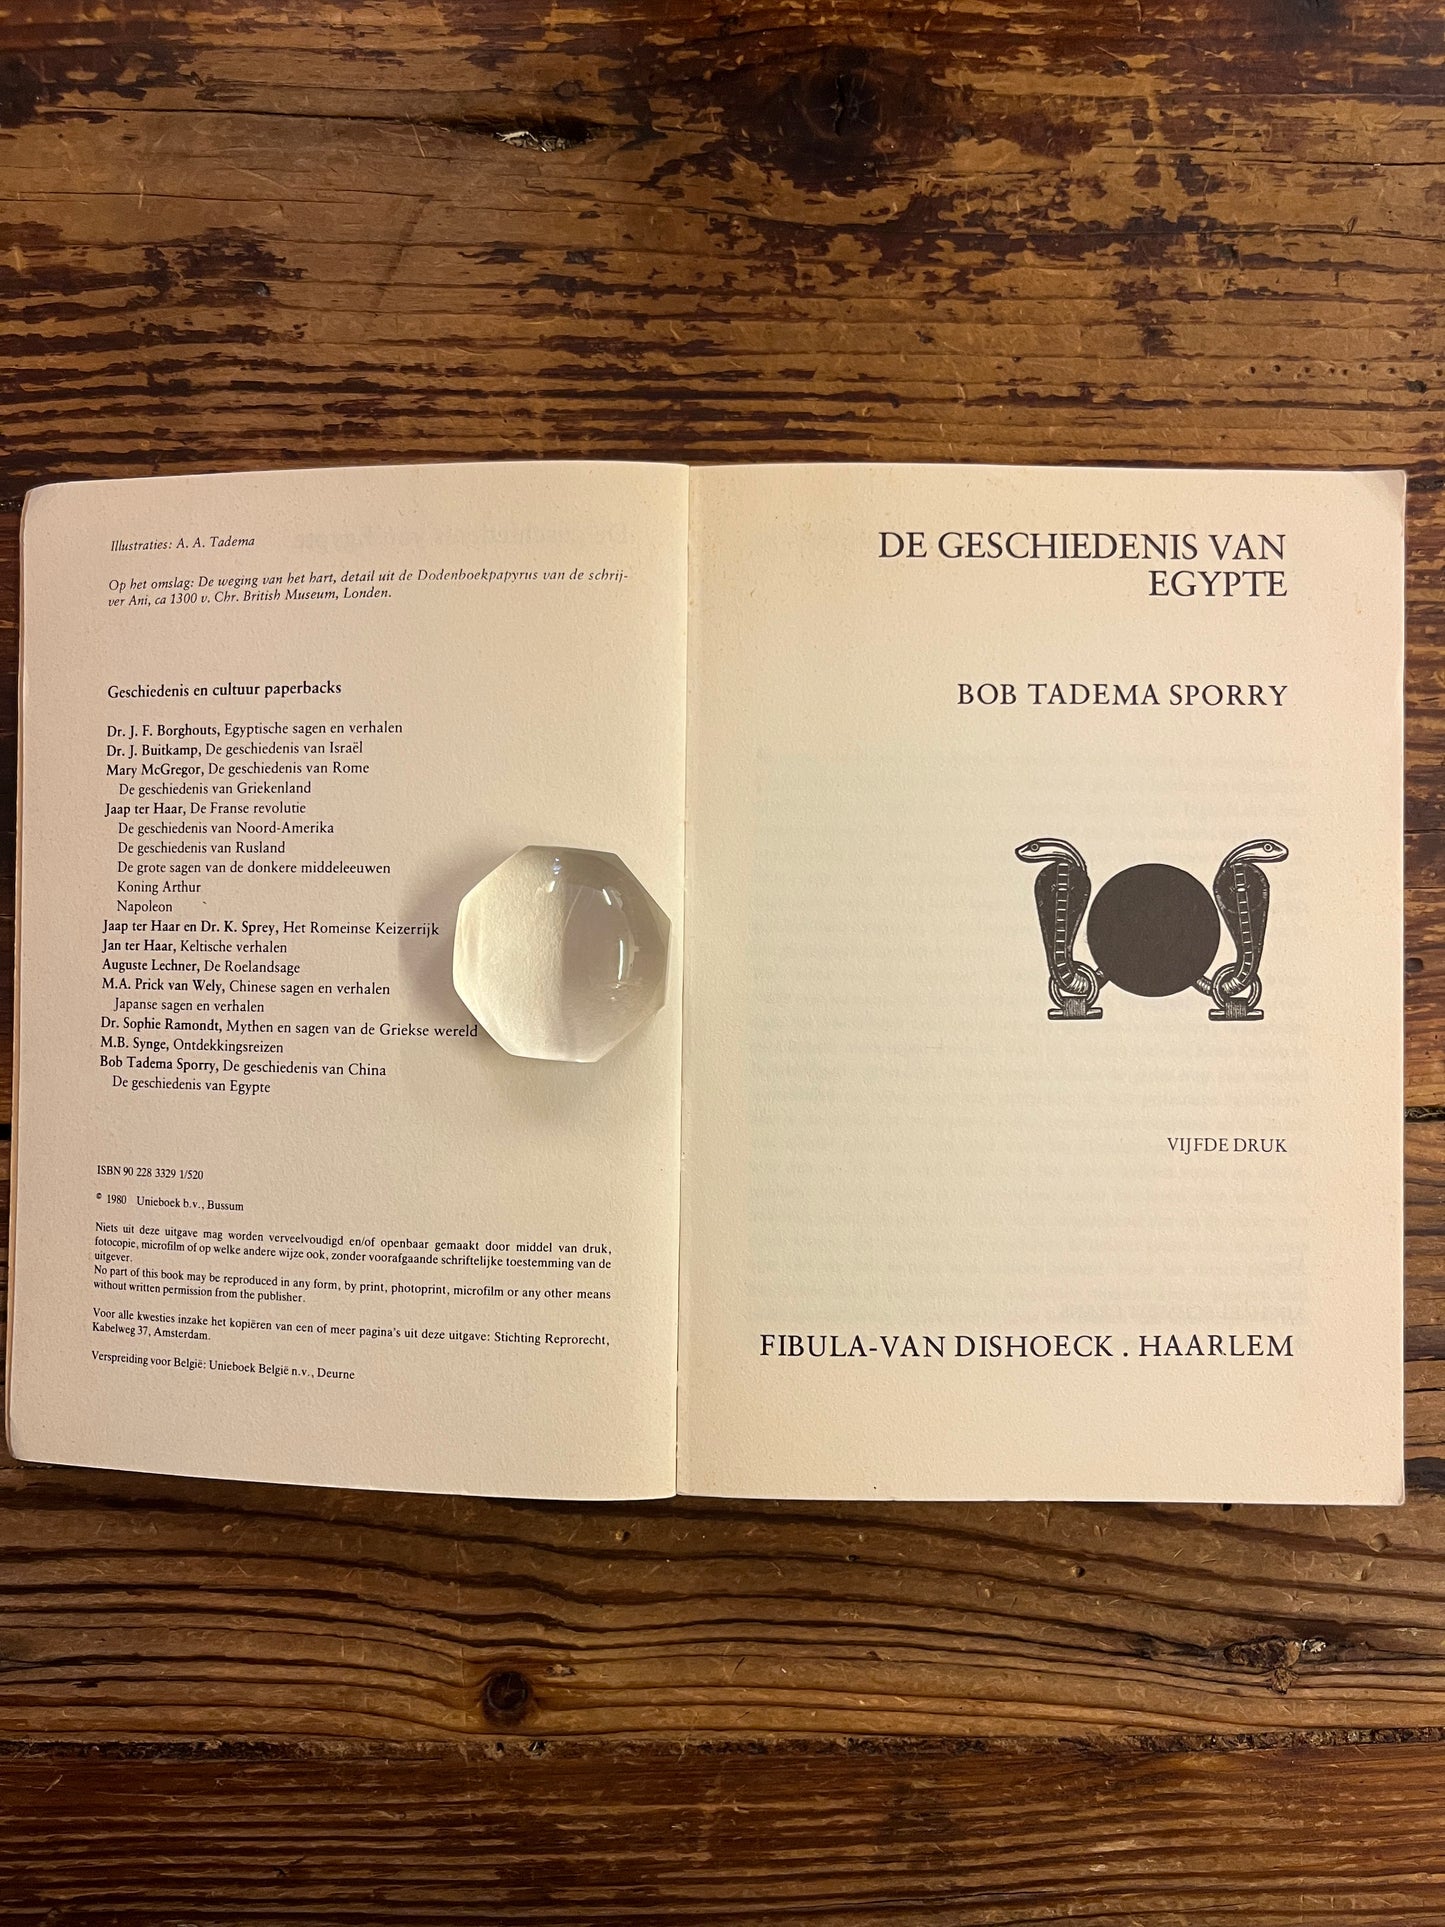 Illustraties: A. A. Tadema
Op het omslag: De weging van het hart, detail uit de Dodenboekpapyrus van de schrij-
ver Ani, ca 1300 v. Chr. British Museum, Londen.
Geschiedenis en cultuur paperbacks
Dr. J. F. Borghouts, Egyptische sagen en verhalen
Dr. J. Buitkamp, De geschiedenis van Israël
Mary McGregor, De geschiedenis van Rome
De geschiedenis van Griekenland
Jaap ter Haar, De Franse revolutie
De geschiedenis van Noord-Amerika
De geschiedenis van Rusland
De grote sagen van de donkere middeleeuwen
Koning Arthur
Napoleon
Jaap ter Haar en Dr. K. Sprey, Het Romeinse Keizerrijk
Jan ter Haar, Keltische verhalen
Auguste Lechner, De Roelandsage
M.A. Prick van Wely, Chinese sagen en verhalen
Japanse sagen en verhalen
Dr. Sophie Ramondt, Mythen en sagen van de Griekse wereld
M.B. Synge, Ontdekkingsreizen
Bob Tadema Sporry, De geschiedenis van China
De geschiedenis van Egypte
ISBN 90 228 3329 1/520
© 1980 Unieboek b.v., Bussum
Niets uit deze uitgave mag worden verveelvoudigd en/of openbaar gemaakt door middel van druk,
fotocopie, microfilm of op welke andere wijze ook, zonder voorafgaande schriftelijke toestemming van de
uitgever.
No part of this book may be reproduced in any form, by print, photoprint, microfilm or any other means
without written permission from the publisher.
Voor alle kwesties inzake het kopiëren van een of meer pagina's uit deze uitgave: Stichting Reprorecht,
Kabelweg 37, Amsterdam.
Verspreiding voor België: Unieboek België n.v., Deurne
DE GESCHIEDENIS VAN
EGYPTE
BOB TADEMA SPORRY
VIJFDE DRUK
FIBULA-VAN DISHOECK . HAARLEM